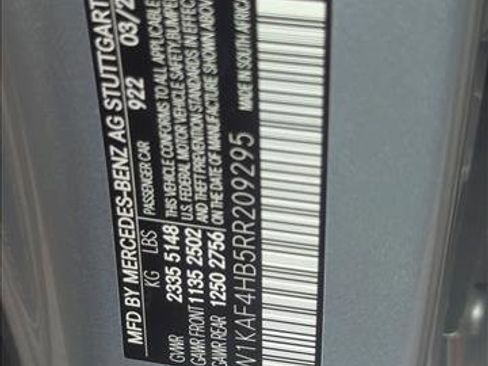 MFD BY MERCEDES-BENZ AG STUTTGART
922 03/2
KG LBS
GVWR 2335 5148
GAWR FRONT 1135 2502
GAWR REAR 1250 2756
PASSENGER CAR
THIS VEHICLE CONFORMS TO ALL APPLICABLE
U.S. FEDERAL MOTOR VEHICLE SAFETY, BUMPER
AND THEFT PREVENTION STANDARDS IN EFFECT
ON THE DATE OF MANUFACTURE SHOWN ABOVE
MADE IN SOUTH AFRICA
W1KAF4HB5RR209295